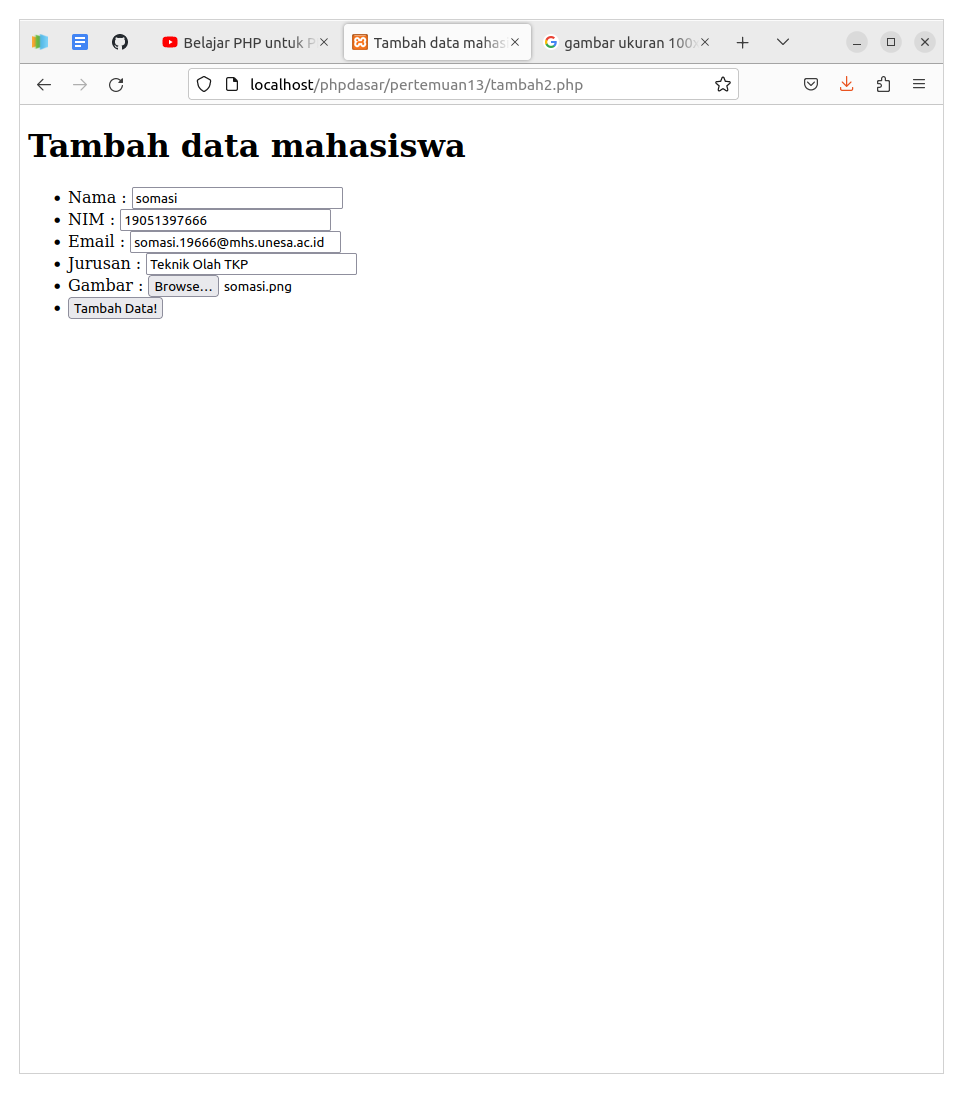 Belajar PHP untuk P
Tambah data mahas
gambar ukuran 100x
localhost/phpdasar/pertemuan13/tambah2.php
Tambah data mahasiswa
• Nama : somasi
• NIM : 19051397666
• Email : somasi.19666@mhs.unesa.ac.id
• Jurusan : Teknik Olah TKP
• Gambar : Browse... somasi.png
• Tambah Data!